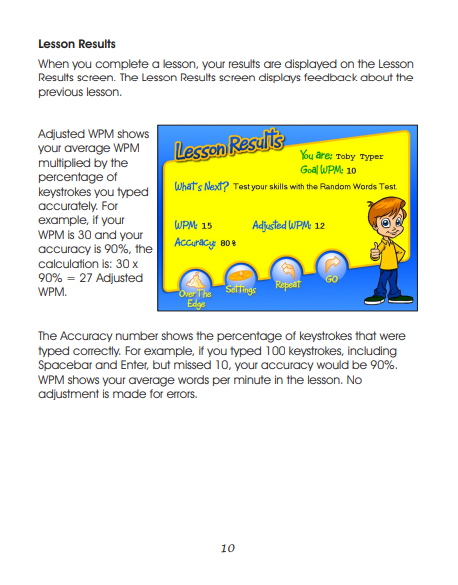 Lesson Results
When you complete a lesson, your results are displayed on the Lesson
Results screen. The Lesson Results screen displays feedback about the
previous lesson.
Adjusted WPM shows
your average WPM
multiplied by the
percentage of
keystrokes you typed
accurately. For
example, if your
WPM is 30 and your
accuracy is 90%, the
calculation is: 30 x
90% = 27 Adjusted
WPM.
Lesson Results
You are: Toby Typer
Goal WPM: 10
What's Next? Test your skills with the Random Words Test.
WPM: 15 Adjusted WPM: 12
Accuracy: 80%
Over The
Edge
Settings
Repeat
GO
The Accuracy number shows the percentage of keystrokes that were
typed correctly. For example, if you typed 100 keystrokes, including
Spacebar and Enter, but missed 10, your accuracy would be 90%.
WPM shows your average words per minute in the lesson. No
adjustment is made for errors.
10